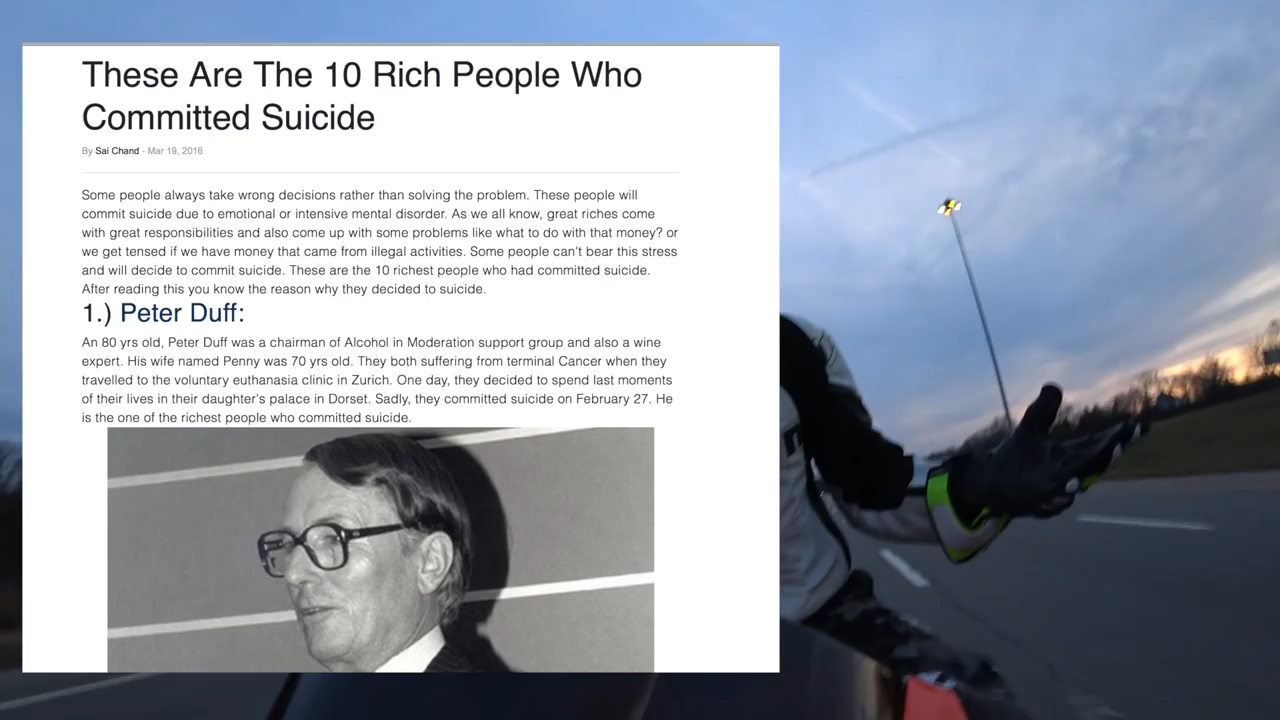 These Are The 10 Rich People Who
Committed Suicide
By Sai Chand - Mar 19, 2016
Some people always take wrong decisions rather than solving the problem. These people will
commit suicide due to emotional or intensive mental disorder. As we all know, great riches come
with great responsibilities and also come up with some problems like what to do with that money? or
we get tensed if we have money that came from illegal activities. Some people can't bear this stress
and will decide to commit suicide. These are the 10 richest people who had committed suicide.
After reading this you know the reason why they decided to suicide.
1.) Peter Duff:
An 80 yrs old, Peter Duff was a chairman of Alcohol in Moderation support group and also a wine
expert. His wife named Penny was 70 yrs old. They both suffering from terminal Cancer when they
travelled to the voluntary euthanasia clinic in Zurich. One day, they decided to spend last moments
of their lives in their daughter's palace in Dorset. Sadly, they committed suicide on February 27. He
is the one of the richest people who committed suicide.